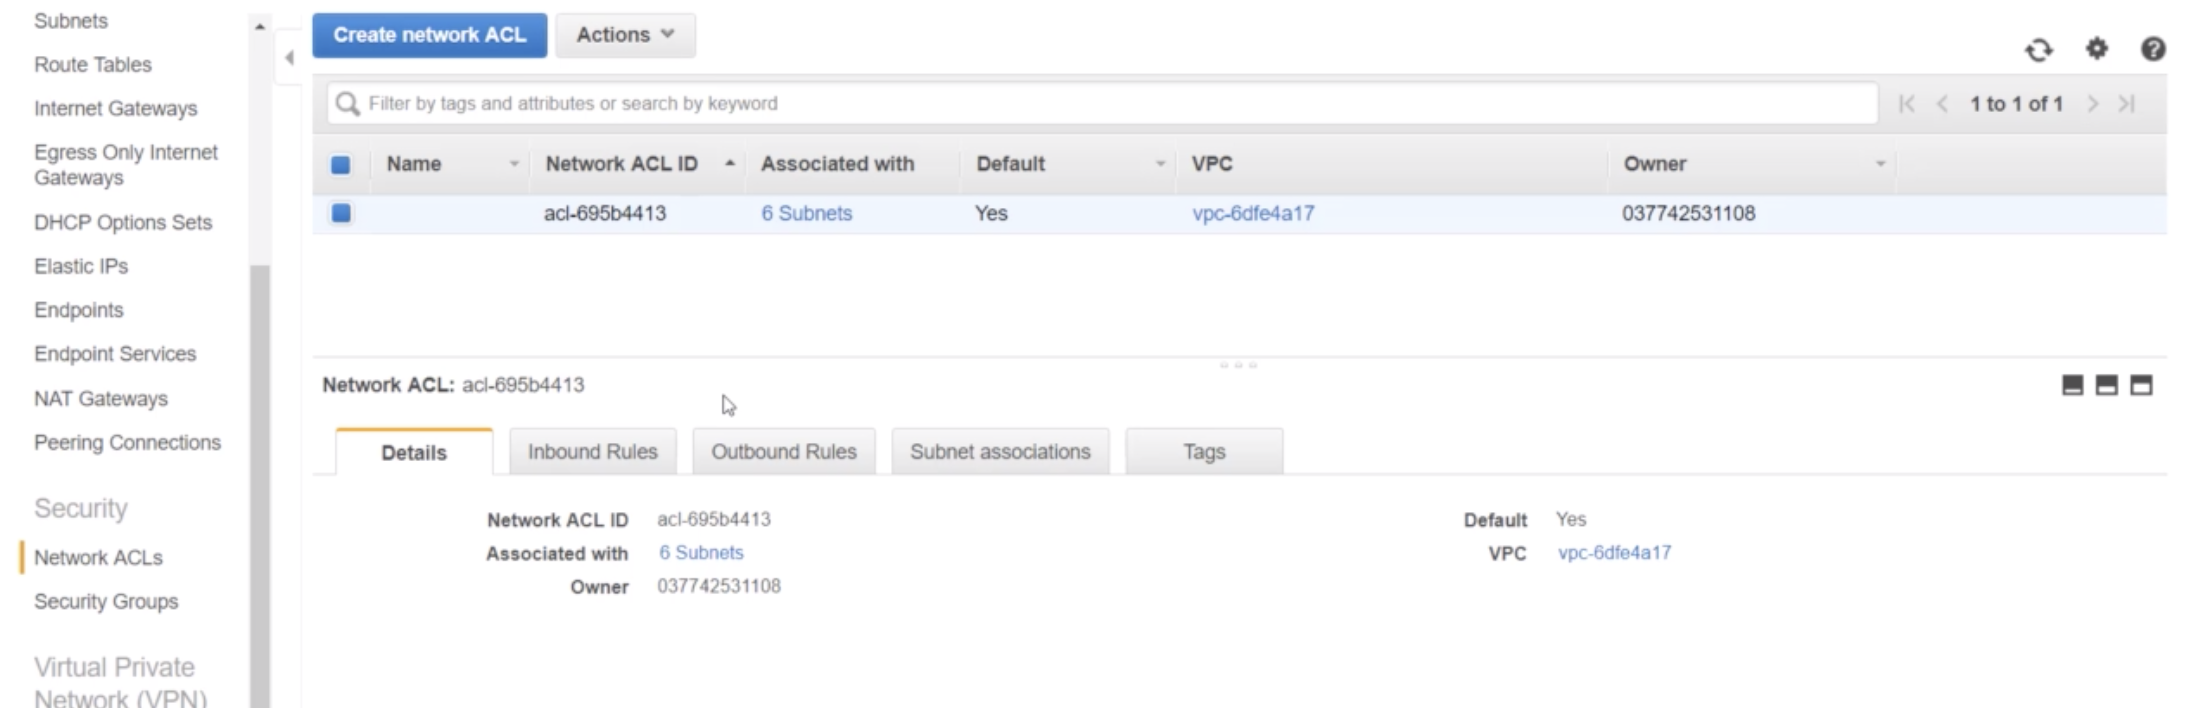 Subnets
Route Tables
Internet Gateways
Egress Only Internet
Gateways
DHCP Options Sets
Elastic IPs
Endpoints
Endpoint Services
NAT Gateways
Peering Connections
Security
Network ACLs
Security Groups
Virtual Private
Network (VPN)
Create network ACL Actions
Filter by tags and attributes or search by keyword 1 to 1 of 1
Name Network ACL ID Associated with Default VPC Owner
acl-695b4413 6 Subnets Yes vpc-6dfe4a17 037742531108
Network ACL: acl-695b4413
Details Inbound Rules Outbound Rules Subnet associations Tags
Network ACL ID acl-695b4413 Default Yes
Associated with 6 Subnets VPC vpc-6dfe4a17
Owner 037742531108